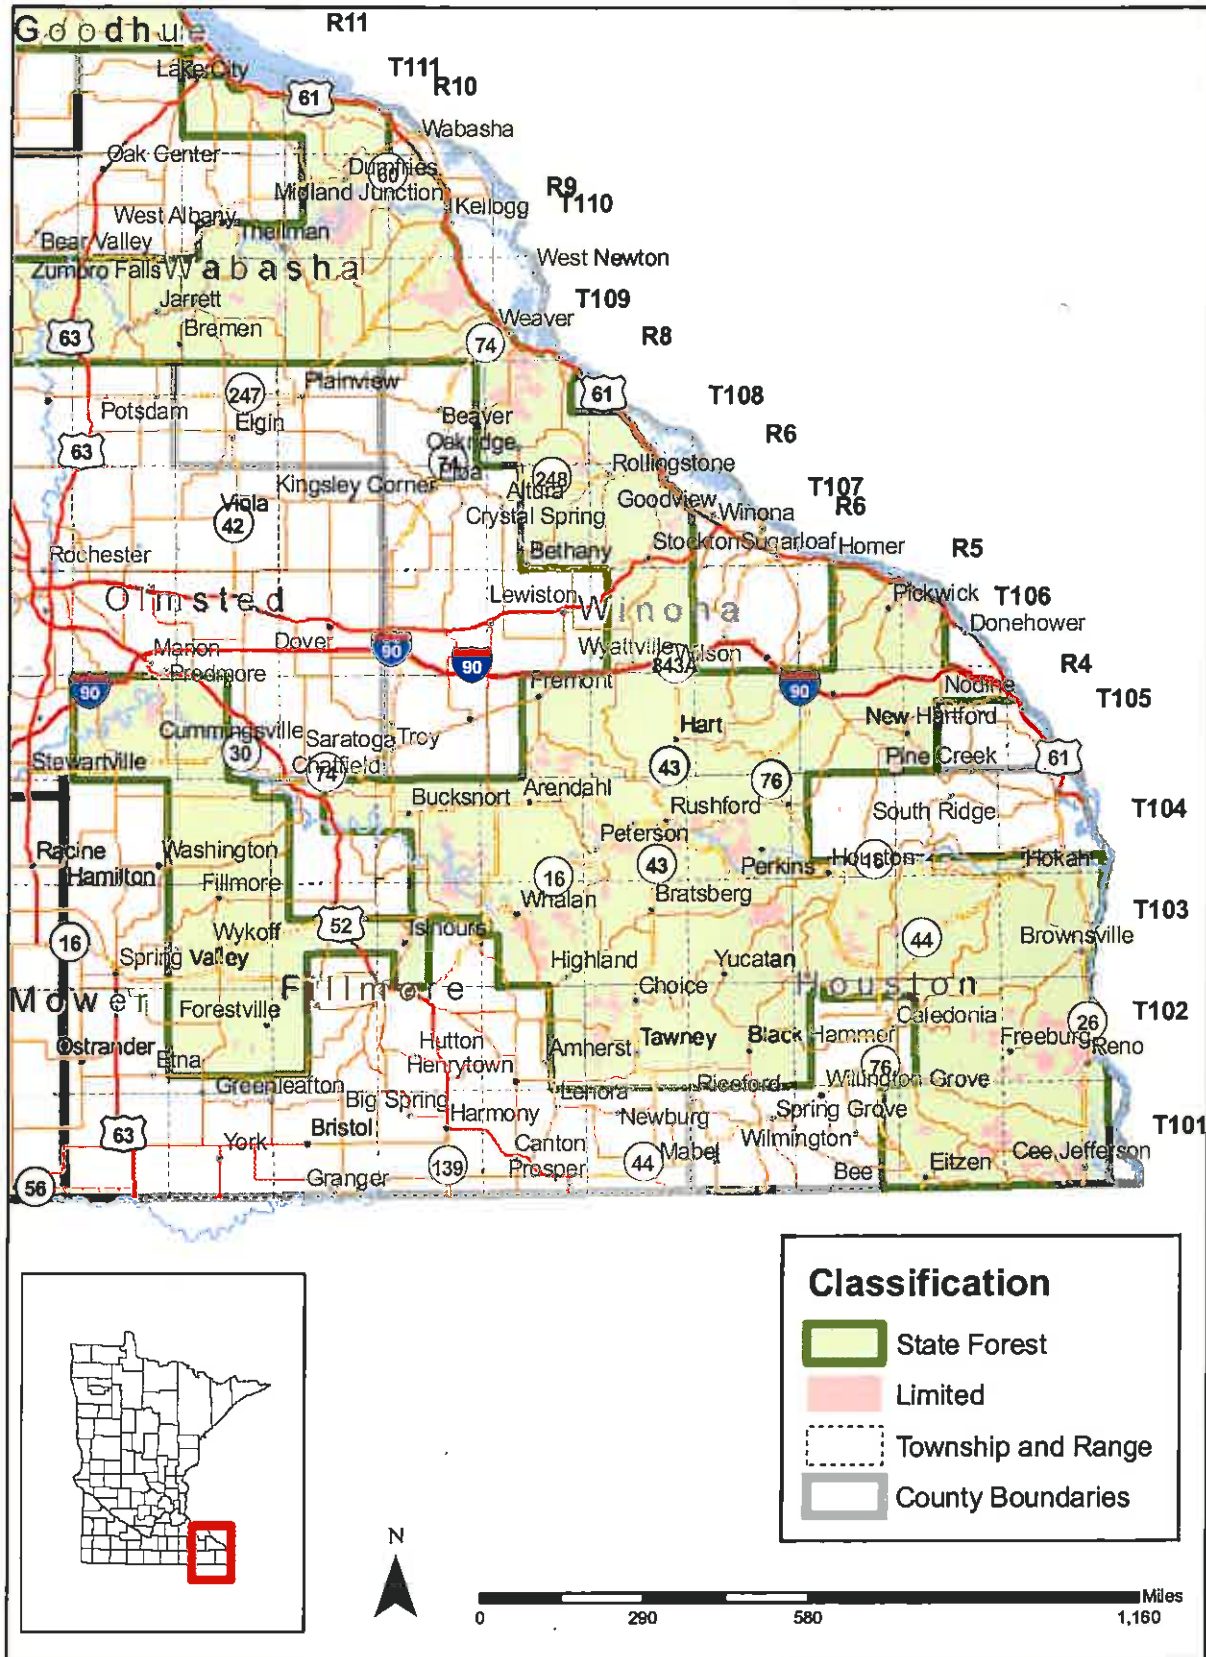 Goodhue
R11
Lake City
T111
R10
61
Wabasha
Oak Center
Dumfries
60
Midland Junction
R9
T110
West Albany
Theilman
Kellogg
Bear Valley
West Newton
Zumbro Falls
Wabasha
Jarrett
T109
Weaver
Bremen
63
74
R8
Plainview
61
T108
247
Potsdam
Elgin
Beaver
R6
63
Oakridge
74
Elba
Rollingstone
248
Kingsley Corner
Altura
Goodview
T107
R6
Viola
Crystal Spring
Winona
42
Rochester
Bethany
Stockton
Sugarloaf
Homer
R5
Olmsted
Lewiston
Winona
Pickwick
T106
Donehower
Marion
Dover
90
90
Wyattville
Wilson
843A
R4
Predmore
90
Fremont
90
Nodine
T105
Cummingsville
30
Saratoga
Troy
Hart
New Hartford
Stewartville
Chatfield
74
43
76
Pine Creek
61
Bucksnort
Arendahl
Rushford
South Ridge
T104
Racine
Washington
Peterson
Hamilton
Fillmore
16
43
Perkins
Houston
16
Hokah
Whalan
Bratsberg
T103
16
Wykoff
52
Isinours
44
Brownsville
Spring Valley
Highland
Yucatan
Mower
Fillmore
Houston
Forestville
Choice
Caledonia
T102
26
Ostrander
Etna
Hutton
Henrytown
Amherst
Tawney
Black Hammer
Freeburg
Reno
76
Greenleafton
Lenora
Riceford
Wilmington Grove
Big Spring
Harmony
Newburg
Spring Grove
T101
63
Bristol
York
Canton
Mabel
Wilmington
56
Granger
139
Prosper
44
Bee
Eitzen
Cee Jefferson
Classification
State Forest
Limited
Township and Range
County Boundaries
N
Miles
0 290 580 1,160